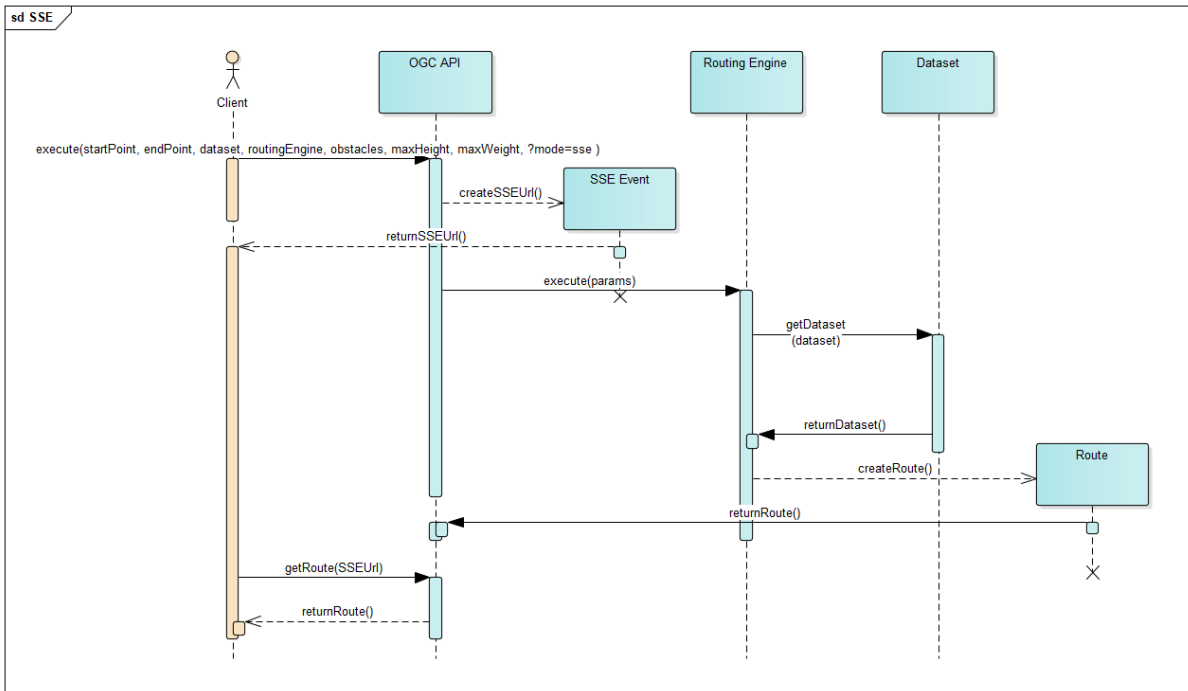 sd SSE
OGC API
Routing Engine
Dataset
Client
execute(startPoint, endPoint, dataset, routingEngine, obstacles, maxHeight, maxWeight, ?mode=sse )
SSE Event
createSSEUrl()
returnSSEUrl()
execute(params)
getDataset
(dataset)
returnDataset()
Route
createRoute()
returnRoute()
getRoute(SSEUrl)
returnRoute()